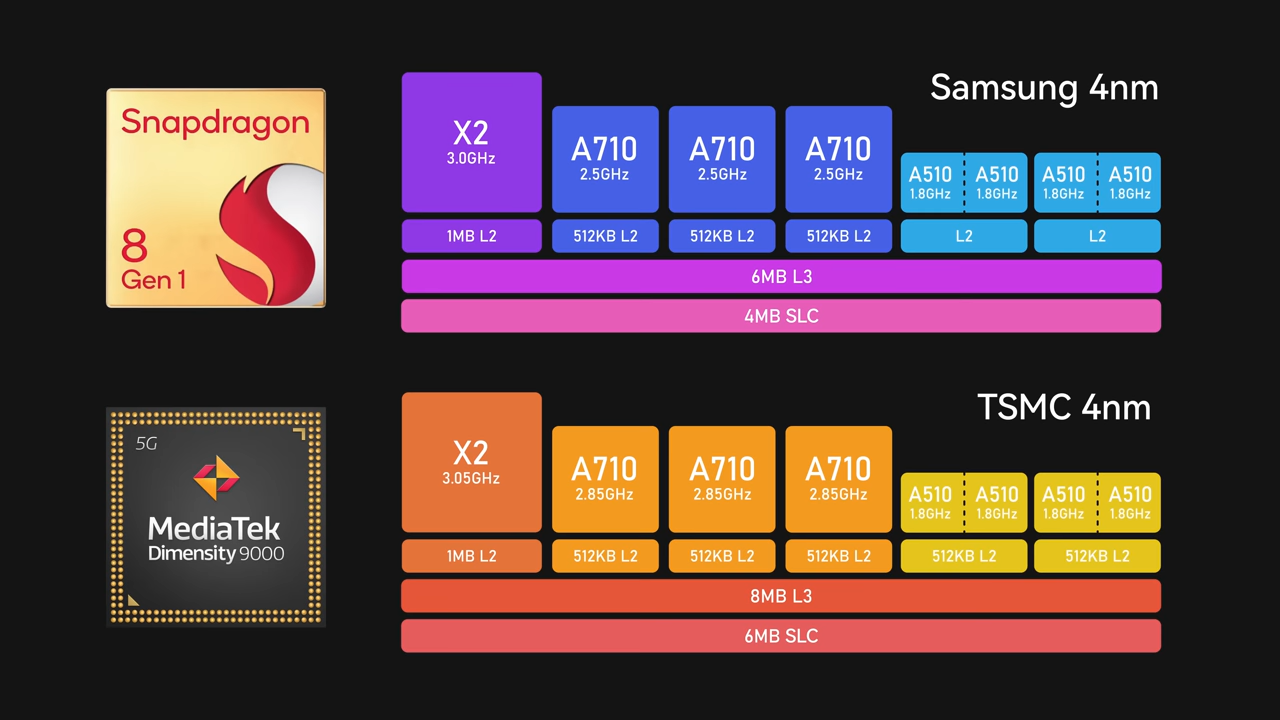 Snapdragon
8
Gen 1
Samsung 4nm
X2
3.0GHz
A710
2.5GHz
A710
2.5GHz
A710
2.5GHz
A510
1.8GHz
A510
1.8GHz
A510
1.8GHz
A510
1.8GHz
1MB L2
512KB L2
512KB L2
512KB L2
L2
L2
6MB L3
4MB SLC
5G
MediaTek
Dimensity 9000
TSMC 4nm
X2
3.05GHz
A710
2.85GHz
A710
2.85GHz
A710
2.85GHz
A510
1.8GHz
A510
1.8GHz
A510
1.8GHz
A510
1.8GHz
1MB L2
512KB L2
512KB L2
512KB L2
512KB L2
512KB L2
8MB L3
6MB SLC